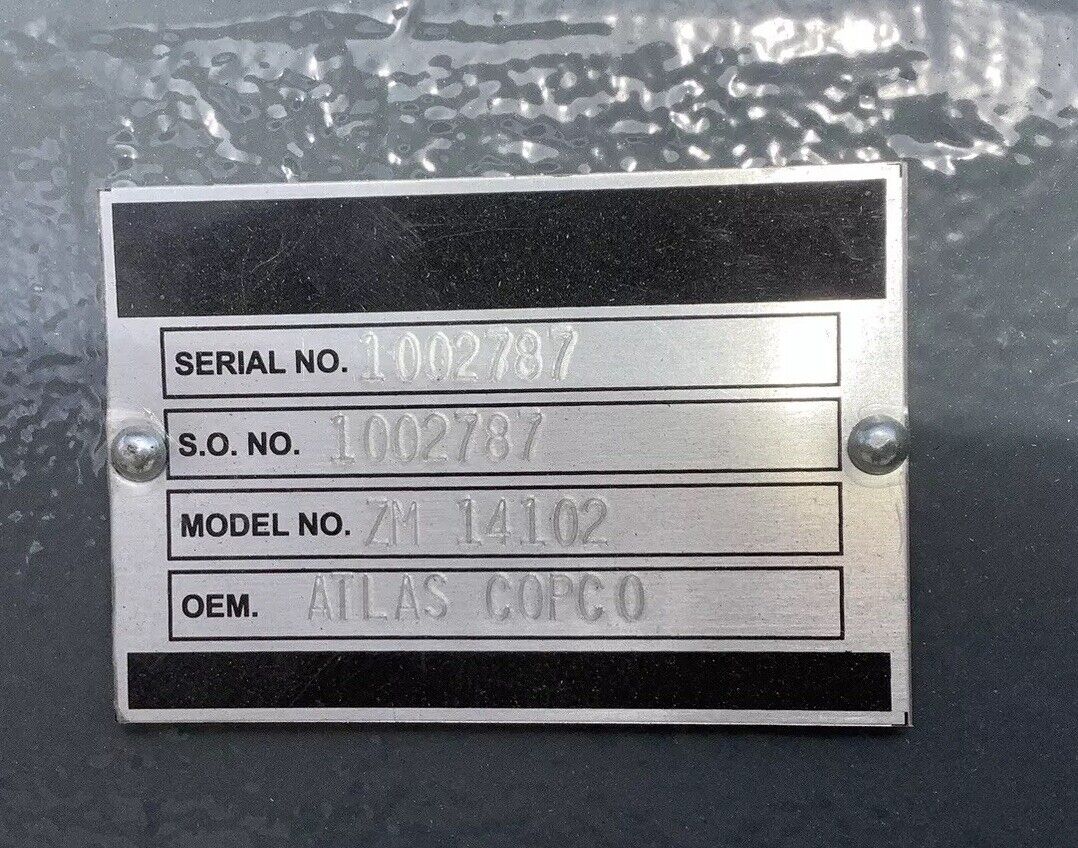 SERIAL NO. 1002787
S.O. NO. 1002787
MODEL NO. ZM 14102
OEM. ATLAS COPCO